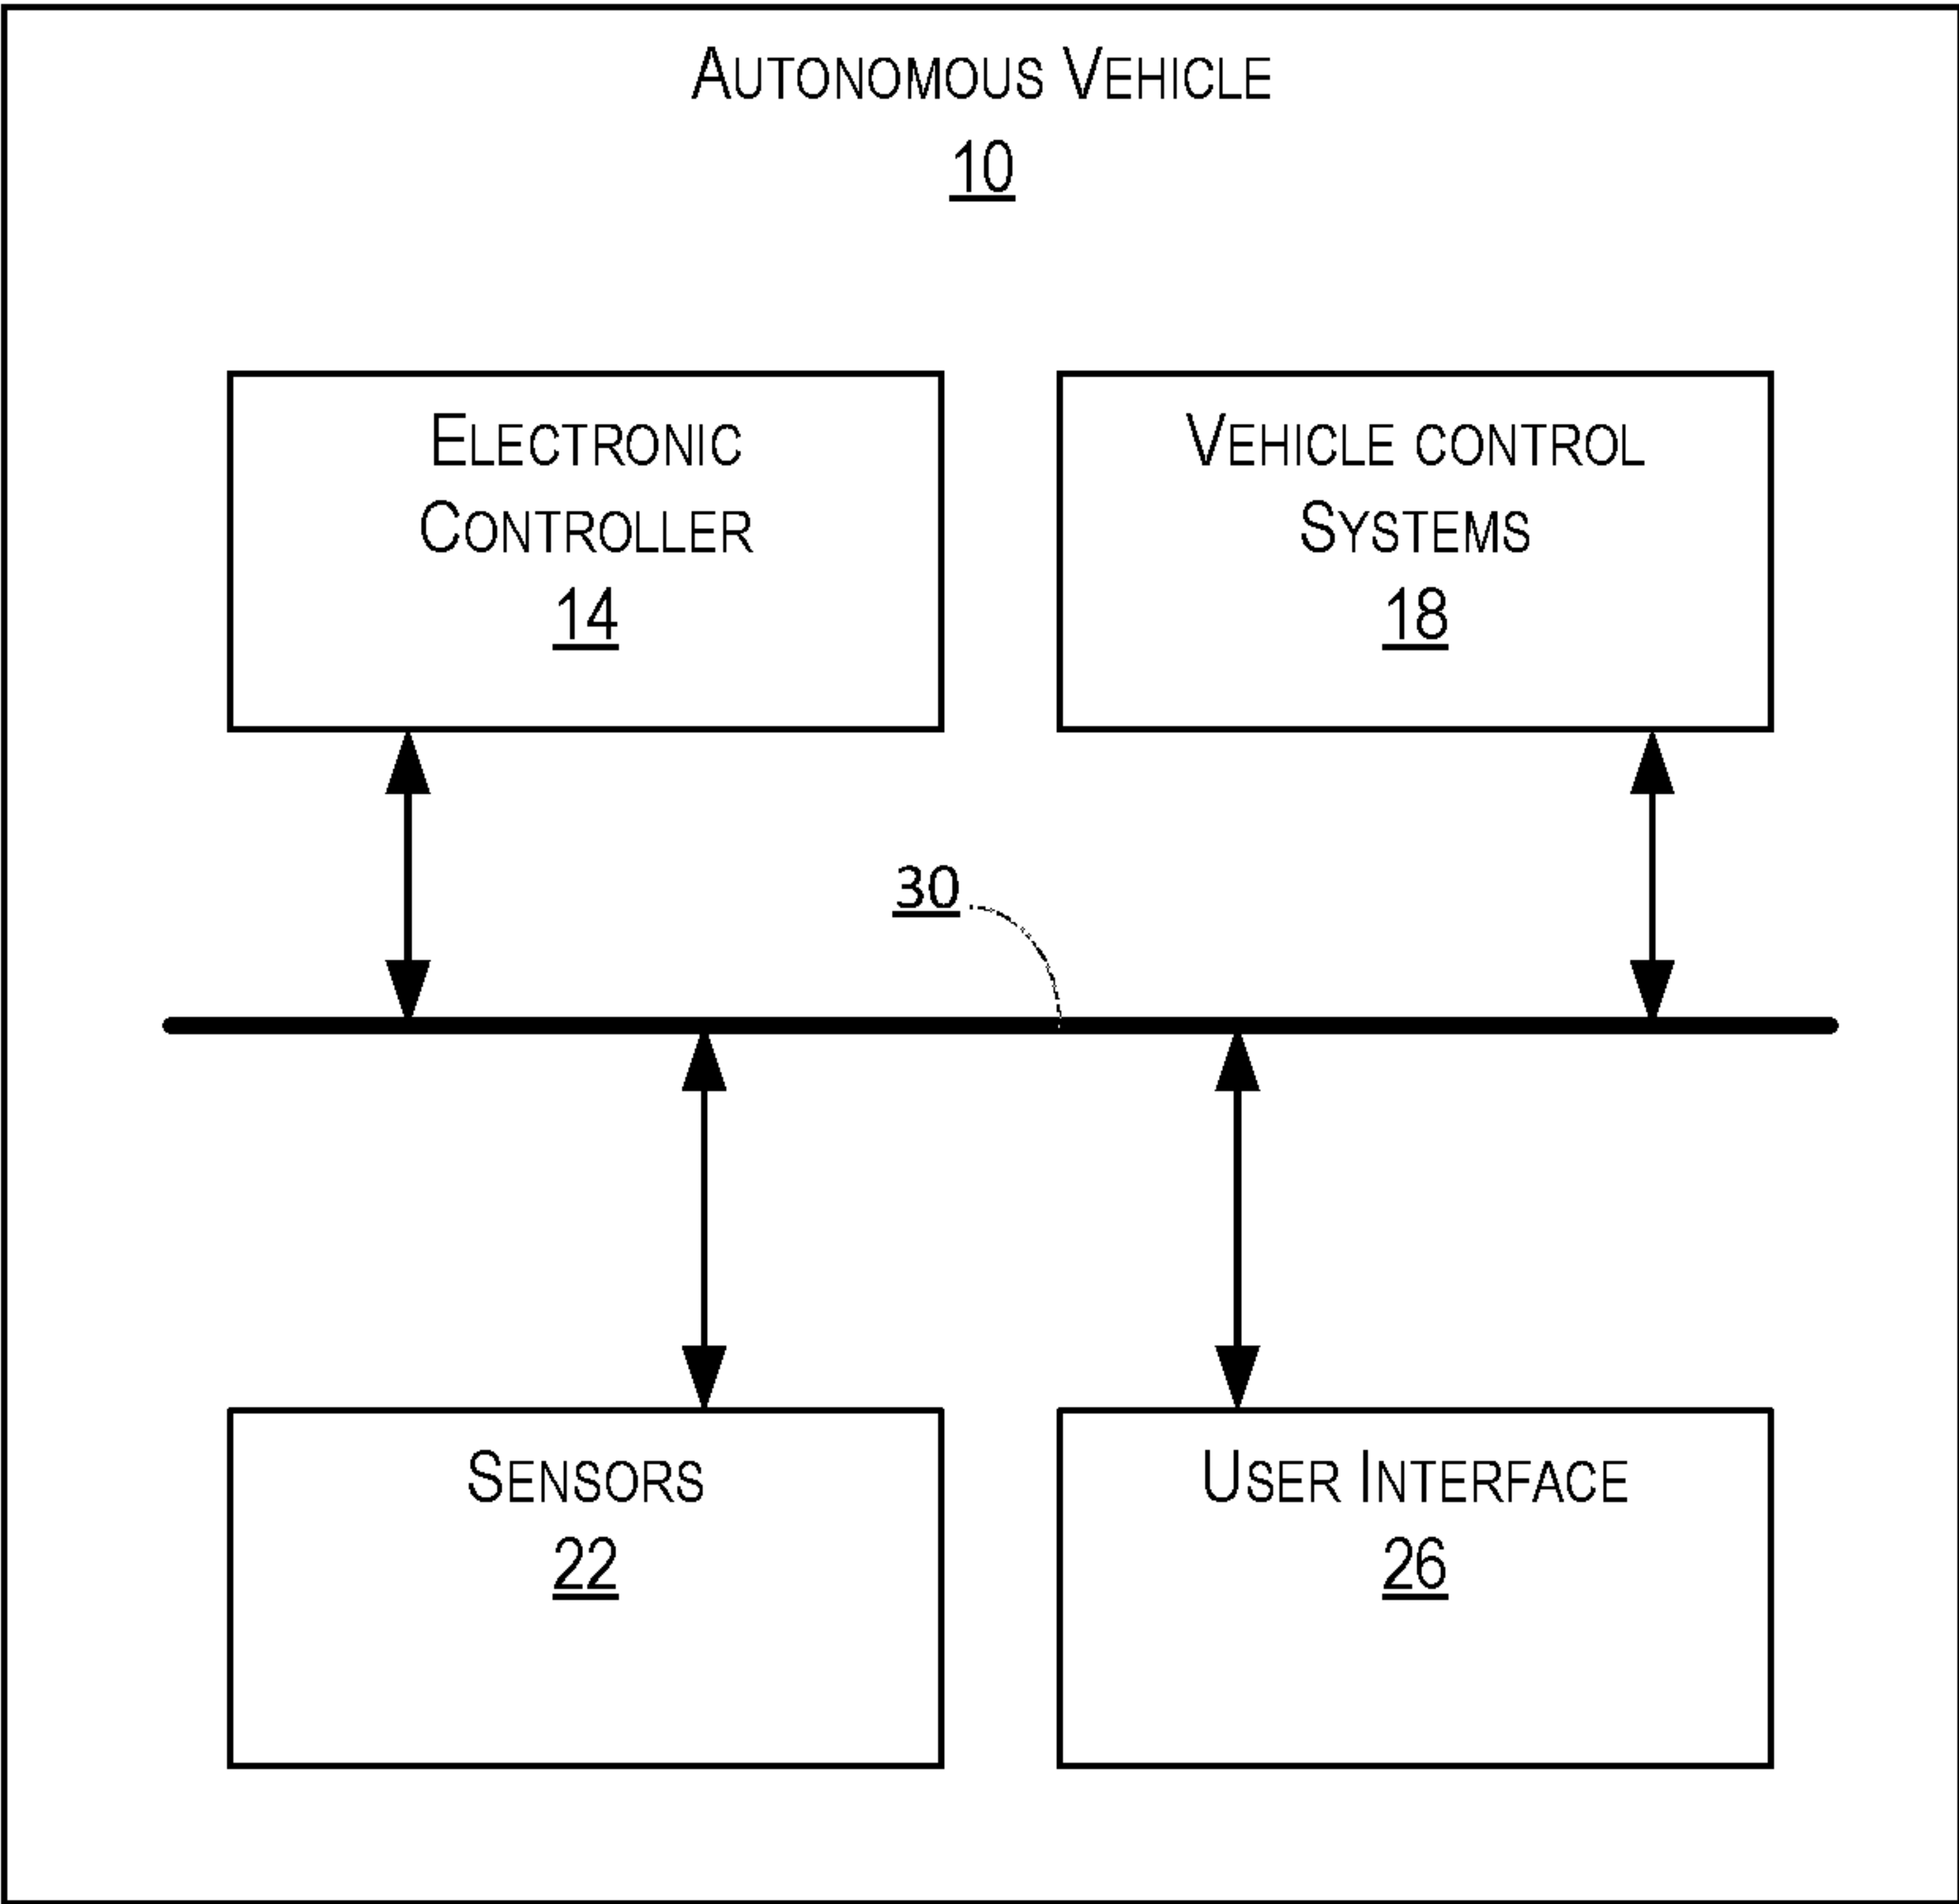 AUTONOMOUS VEHICLE
10
ELECTRONIC
CONTROLLER
14
VEHICLE CONTROL
SYSTEMS
18
30
SENSORS
22
USER INTERFACE
26